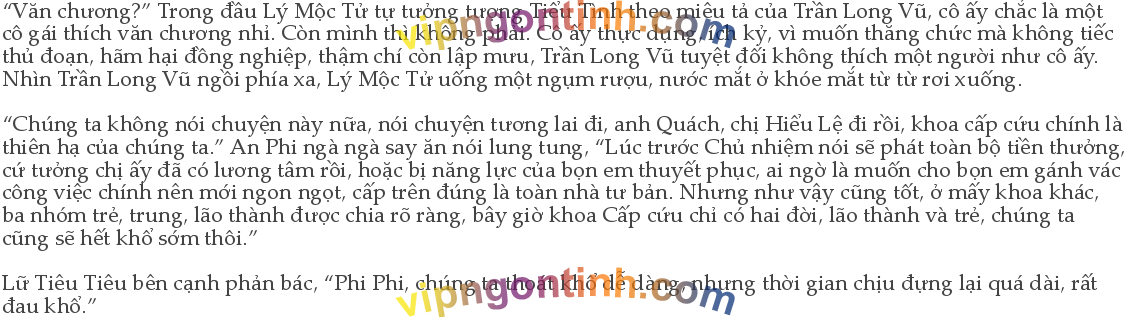 “Văn chương?” Trong đầu Lý Mộc Tử tự tưởng tượng Tiểu Tình theo miêu tả của Trần Long Vũ, cô ấy chắc là một
cô gái thích văn chương nhỉ. Còn mình thì không phải. Cô ấy thực dụng, ích kỷ, vì muốn thăng chức mà không tiếc
thủ đoạn, hãm hại đồng nghiệp, thậm chí còn lập mưu, Trần Long Vũ tuyệt đối không thích một người như cô ấy.
Nhìn Trần Long Vũ ngồi phía xa, Lý Mộc Tử uống một ngụm rượu, nước mắt ở khóe mắt từ từ rơi xuống.
“Chúng ta không nói chuyện này nữa, nói chuyện tương lai đi, anh Quách, chị Hiểu Lệ đi rồi, khoa cấp cứu chính là
thiên hạ của chúng ta.” An Phi ngà ngà say ăn nói lung tung, “Lúc trước Chủ nhiệm nói sẽ phát toàn bộ tiền thưởng,
cứ tưởng chị ấy đã có lương tâm rồi, hoặc bị năng lực của bọn em thuyết phục, ai ngờ là muốn cho bọn em gánh vác
công việc chính nên mới ngon ngọt, cấp trên đúng là toàn nhà tư bản. Nhưng như vậy cũng tốt, ở mấy khoa khác,
ba nhóm trẻ, trung, lão thành được chia rõ ràng, bây giờ khoa Cấp cứu chỉ có hai đời, lão thành và trẻ, chúng ta
cũng sẽ hết khổ sớm thôi.”
Lữ Tiêu Tiêu bên cạnh phản bác, “Phi Phi, chúng ta thoát khổ dễ dàng, nhưng thời gian chịu đựng lại quá dài, rất
đau khổ.”
vipngontinh.com
vipngontinh.com